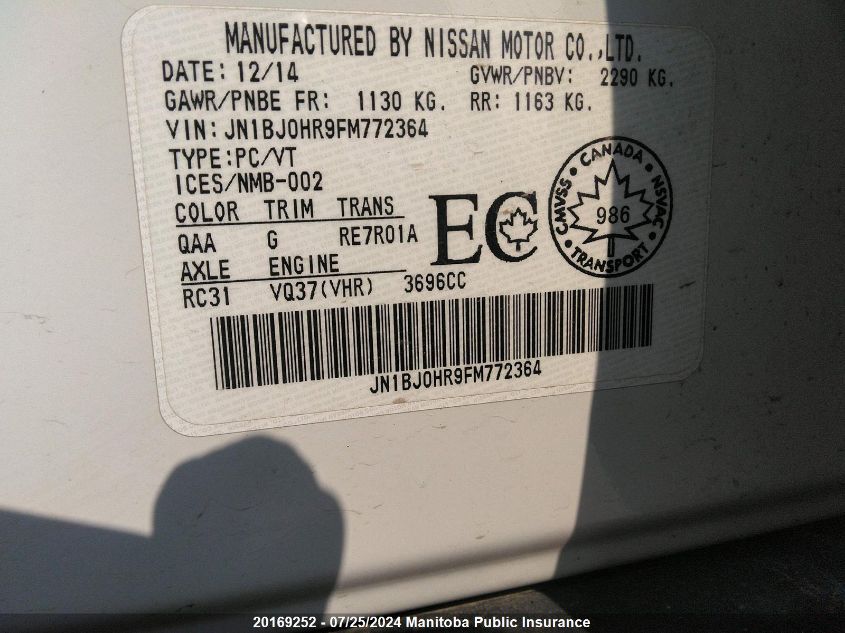 MANUFACTURED BY NISSAN MOTOR CO.,LTD.
DATE: 12/14 GVWR/PNBV: 2290 KG.
GAWR/PNBE FR: 1130 KG. RR: 1163 KG.
VIN: JN1BJ0HR9FM772364
TYPE:PC/VT
ICES/NMB-002
COLOR TRIM TRANS
QAA G RE7R01A
AXLE ENGINE
RC31 VQ37(VHR) 3696CC
EC
CANADA
CMVSS NSVAC
986
TRANSPORT
JN1BJ0HR9FM772364
20169252 - 07/25/2024 Manitoba Public Insurance